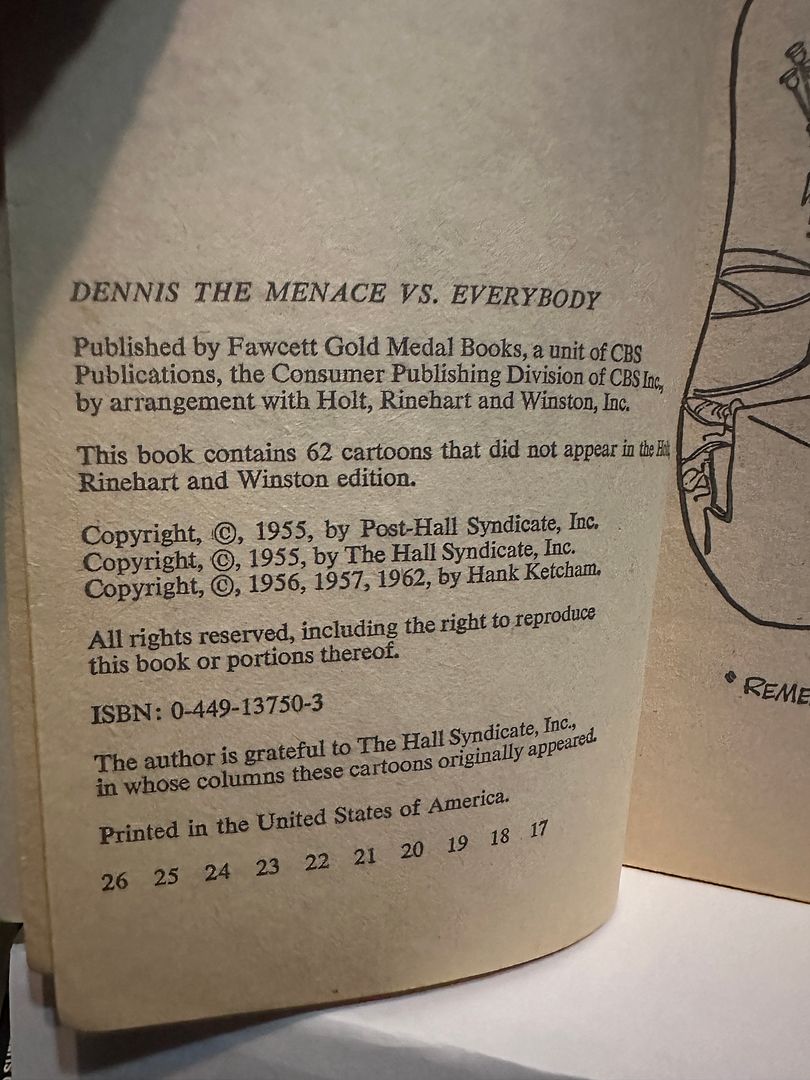 DENNIS THE MENACE VS. EVERYBODY
Published by Fawcett Gold Medal Books, a unit of CBS
Publications, the Consumer Publishing Division of CBS Inc,
by arrangement with Holt, Rinehart and Winston, Inc.
This book contains 62 cartoons that did not appear in the
Rinehart and Winston edition.
Copyright, ©, 1955, by Post-Hall Syndicate, Inc.
Copyright, ©, 1955, by The Hall Syndicate, Inc.
Copyright, ©, 1956, 1957, 1962, by Hank Ketcham.
All rights reserved, including the right to reproduce
this book or portions thereof.
ISBN: 0-449-13750-3
The author is grateful to The Hall Syndicate, Inc.,
in whose columns these cartoons originally appeared.
Printed in the United States of America.
26 25 24 23 22 21 20 19 18 17